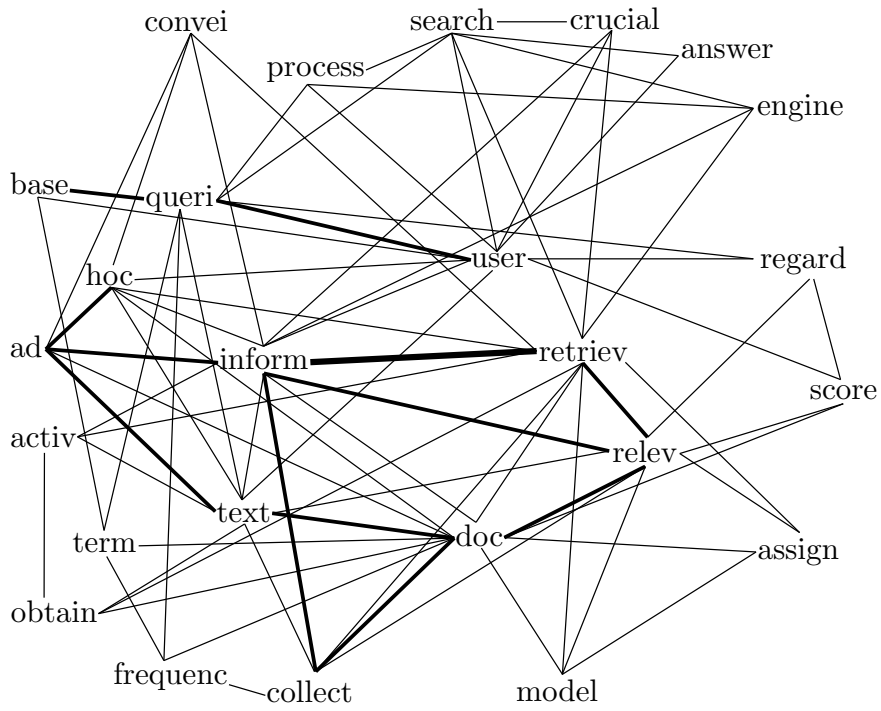 convei
search
crucial
process
answer
engine
base
queri
user
regard
hoc
ad
inform
retriev
score
activ
relev
text
term
doc
assign
obtain
frequenc
collect
model